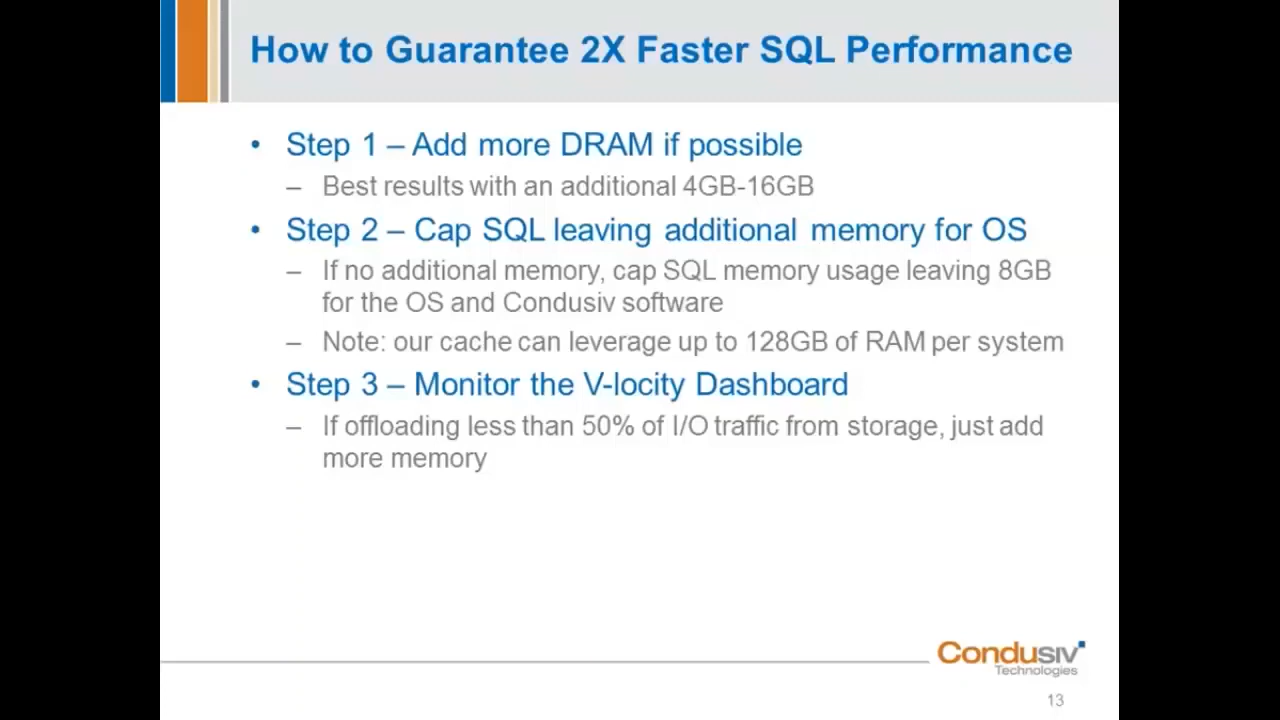 How to Guarantee 2X Faster SQL Performance
• Step 1 – Add more DRAM if possible
– Best results with an additional 4GB-16GB
• Step 2 – Cap SQL leaving additional memory for OS
– If no additional memory, cap SQL memory usage leaving 8GB
for the OS and Condusiv software
– Note: our cache can leverage up to 128GB of RAM per system
• Step 3 – Monitor the V-locity Dashboard
– If offloading less than 50% of I/O traffic from storage, just add
more memory
Condusiv
Technologies
13